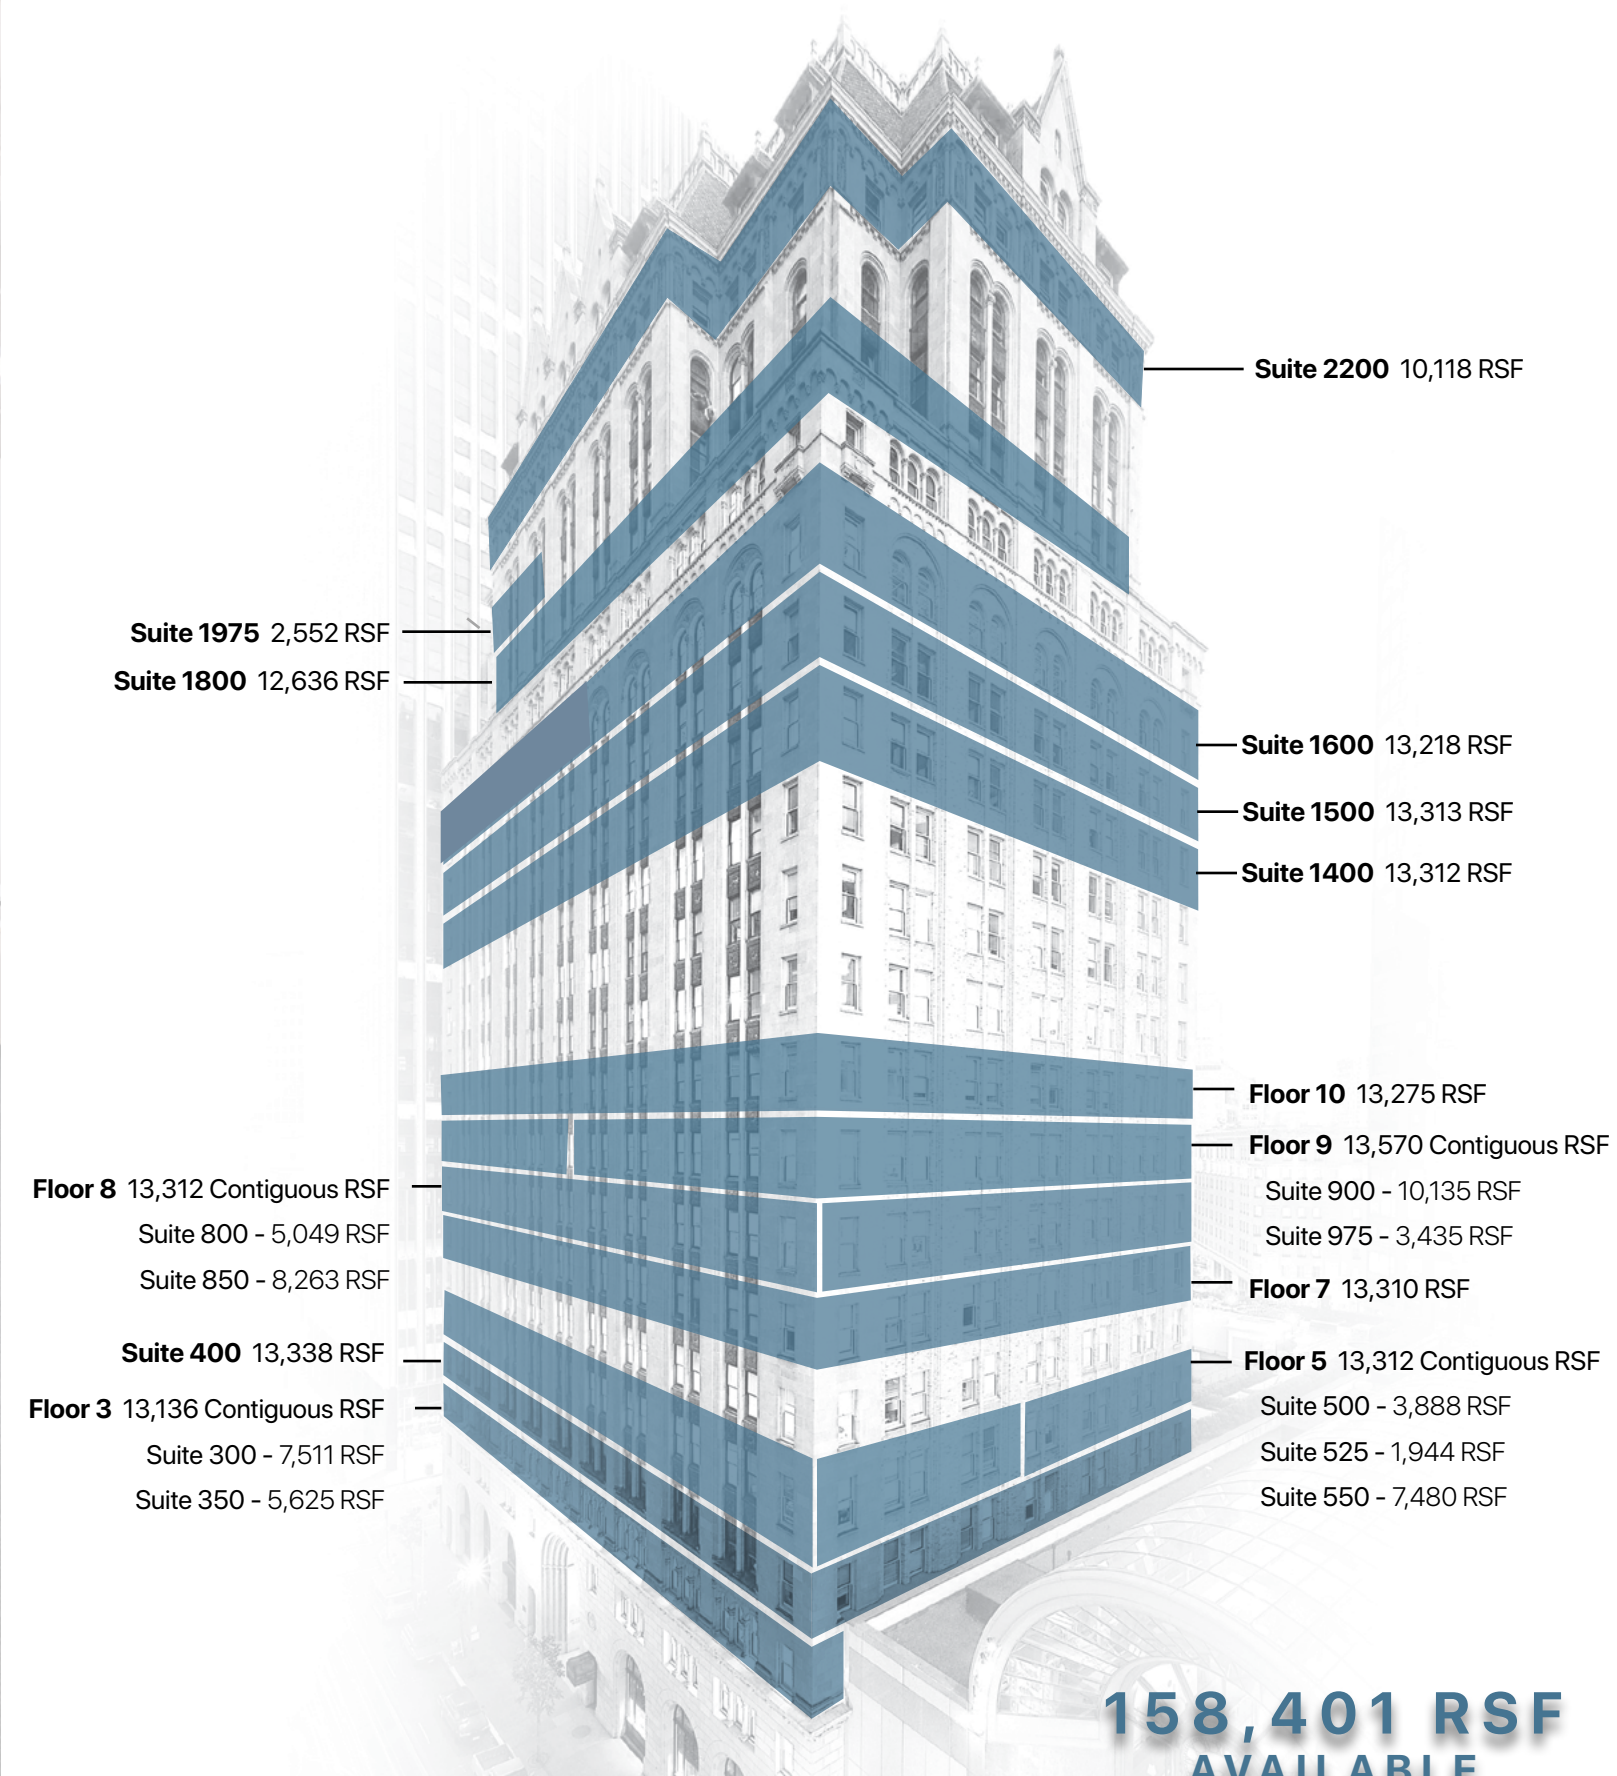 Suite 2200 10,118 RSF
Suite 1975 2,552 RSF
Suite 1800 12,636 RSF
Suite 1600 13,218 RSF
Suite 1500 13,313 RSF
Suite 1400 13,312 RSF
Floor 10 13,275 RSF
Floor 9 13,570 Contiguous RSF
Suite 900 - 10,135 RSF
Suite 975 - 3,435 RSF
Floor 8 13,312 Contiguous RSF
Suite 800 - 5,049 RSF
Suite 850 - 8,263 RSF
Floor 7 13,310 RSF
Suite 400 13,338 RSF
Floor 3 13,136 Contiguous RSF
Suite 300 - 7,511 RSF
Suite 350 - 5,625 RSF
Floor 5 13,312 Contiguous RSF
Suite 500 - 3,888 RSF
Suite 525 - 1,944 RSF
Suite 550 - 7,480 RSF
158,401 RSF
AVAILABLE